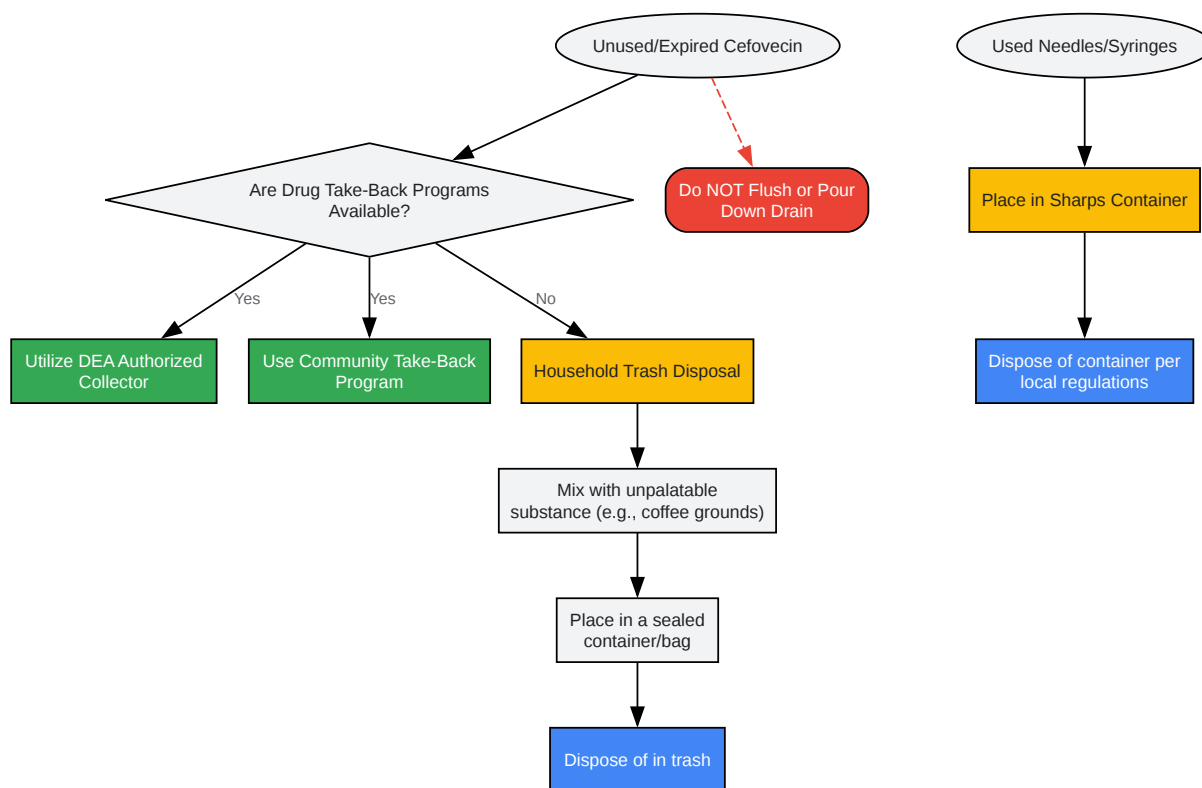 Unused/Expired Cefovecin
Used Needles/Syringes
Are Drug Take-Back Programs
Available?
Do NOT Flush or Pour
Down Drain
Place in Sharps Container
Yes
Yes
No
Utilize DEA Authorized
Collector
Use Community Take-Back
Program
Household Trash Disposal
Dispose of container per
local regulations
Mix with unpalatable
substance (e.g., coffee grounds)
Place in a sealed
container/bag
Dispose of in trash